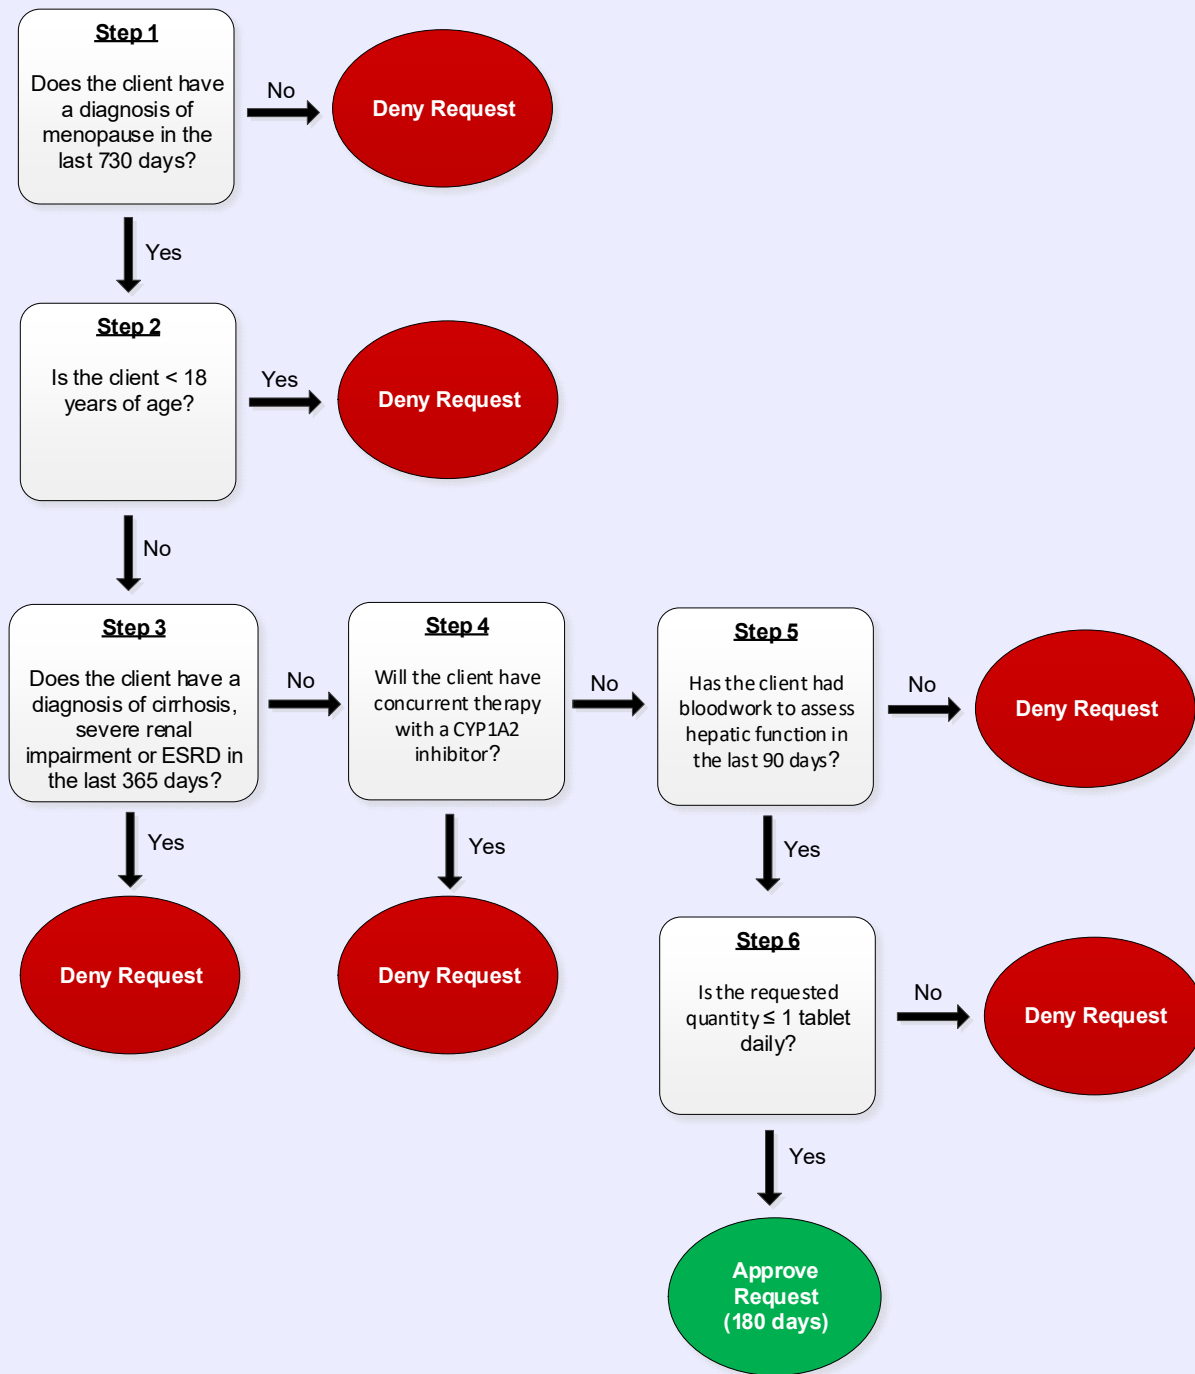 Step 1
Does the client have
a diagnosis of
menopause in the
last 730 days?
No
Deny Request
Yes
Step 2
Is the client < 18
years of age?
Yes
Deny Request
No
Step 3
Does the client have a
diagnosis of cirrhosis,
severe renal
impairment or ESRD in
the last 365 days?
No
Step 4
Will the client have
concurrent therapy
with a CYP1A2
inhibitor?
No
Step 5
Has the client had
bloodwork to assess
hepatic function in
the last 90 days?
No
Deny Request
Yes
Deny Request
Yes
Deny Request
Yes
Step 6
Is the requested
quantity ≤ 1 tablet
daily?
No
Deny Request
Yes
Approve
Request
(180 days)